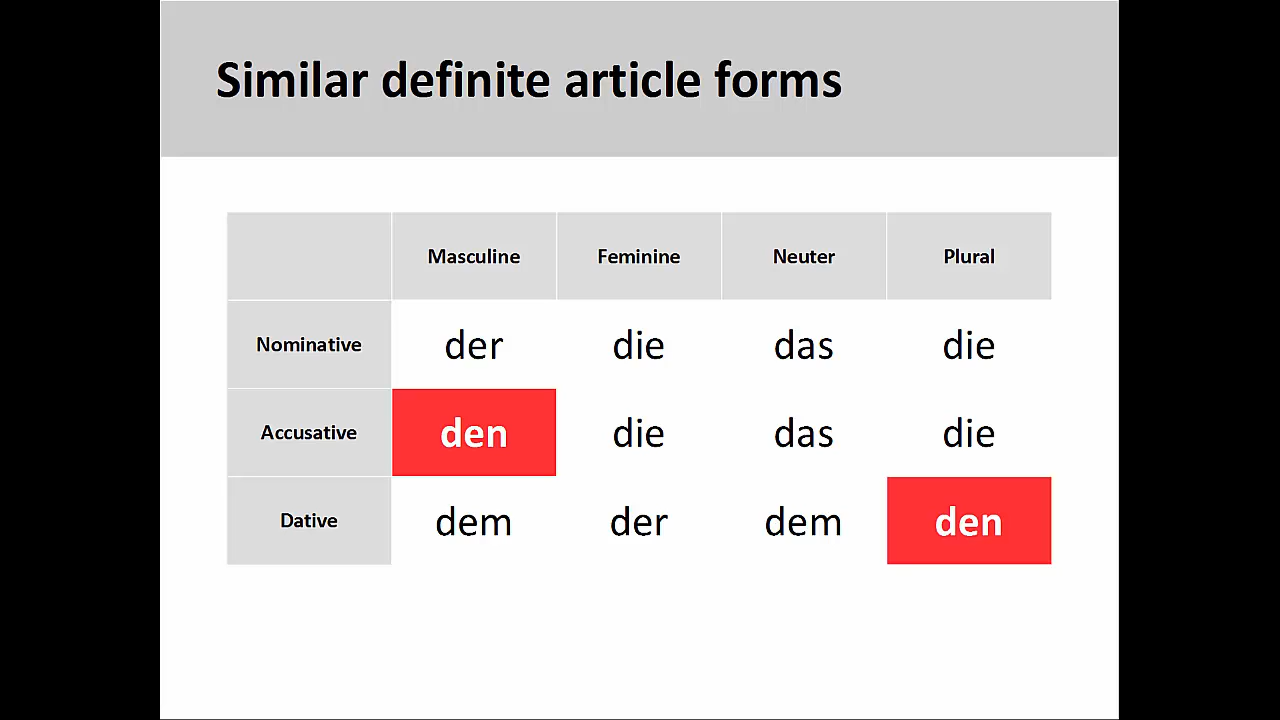 Similar definite article forms
Masculine Feminine Neuter Plural
Nominative der die das die
Accusative den die das die
Dative dem der dem den